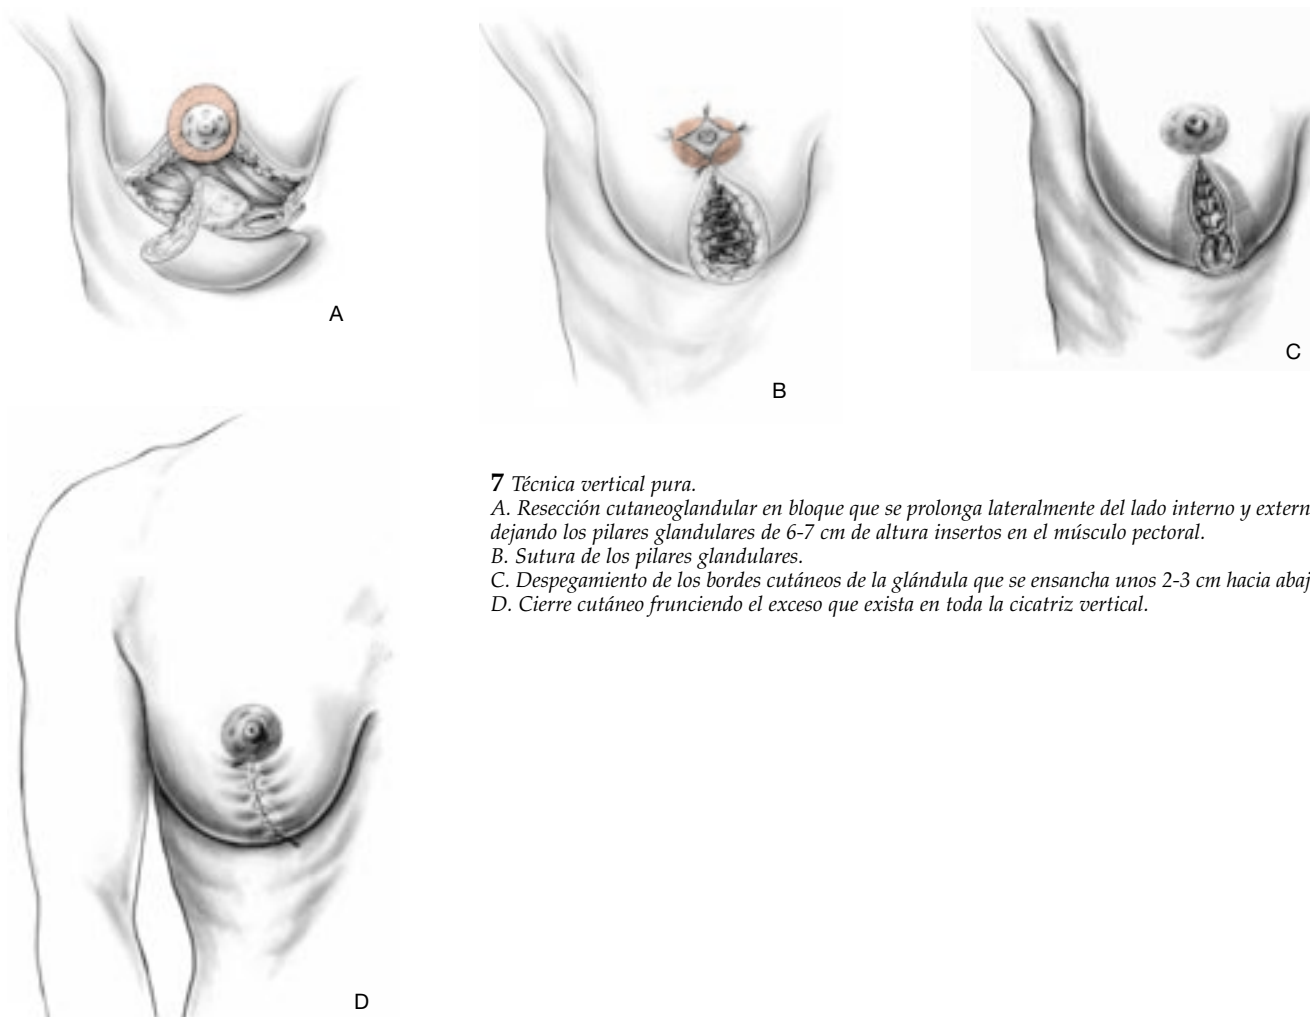 A
B
C
7 Técnica vertical pura.
A. Resección cutaneoglandular en bloque que se prolonga lateralmente del lado interno y extern
dejando los pilares glandulares de 6-7 cm de altura insertos en el músculo pectoral.
B. Sutura de los pilares glandulares.
C. Despegamiento de los bordes cutáneos de la glándula que se ensancha unos 2-3 cm hacia abaj
D. Cierre cutáneo frunciendo el exceso que exista en toda la cicatriz vertical.
D